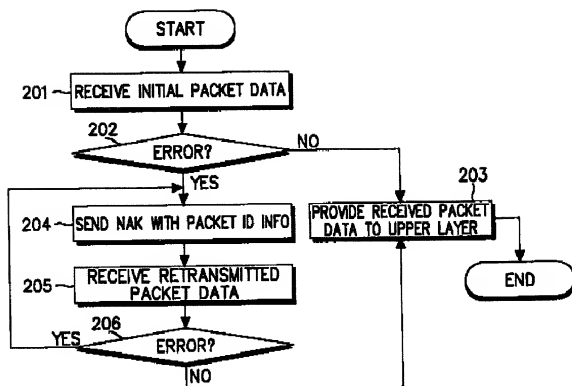 START
201
RECEIVE INITIAL PACKET DATA
202
ERROR?
NO
YES
203
PROVIDE RECEIVED PACKET
DATA TO UPPER LAYER
204
SEND NAK WITH PACKET ID INFO
205
RECEIVE RETRANSMITTED
PACKET DATA
END
206
YES
ERROR?
NO